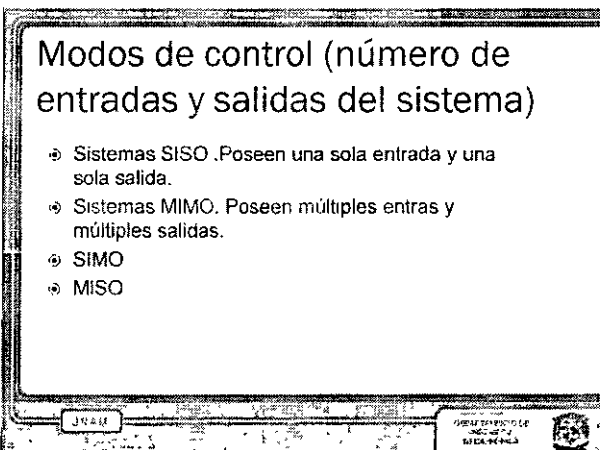 Modos de control (número de
entradas y salidas del sistema)
Sistemas SISO .Poseen una sola entrada y una
sola salida.
Sistemas MIMO. Poseen múltiples entras y
múltiples salidas.
SIMO
MISO